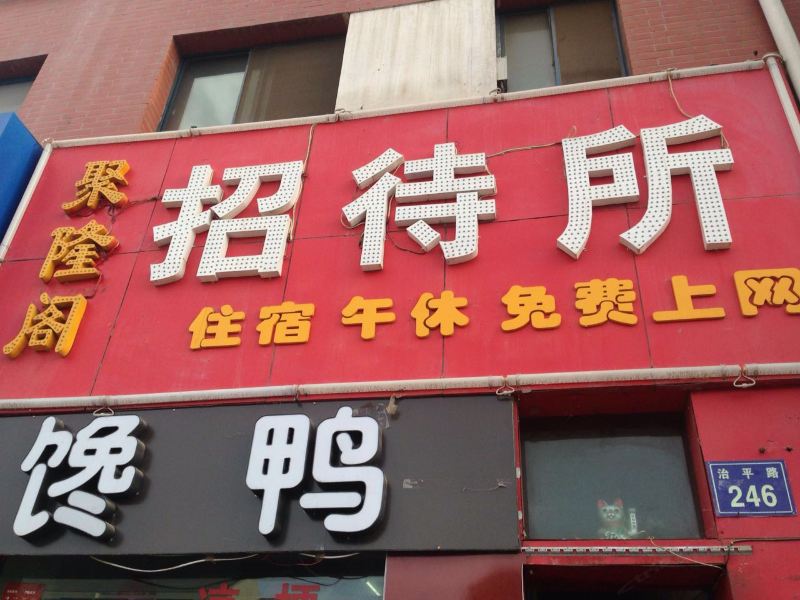 聚隆阁
招待所
住宿 午休 免费上网
馋鸭
治平路
246